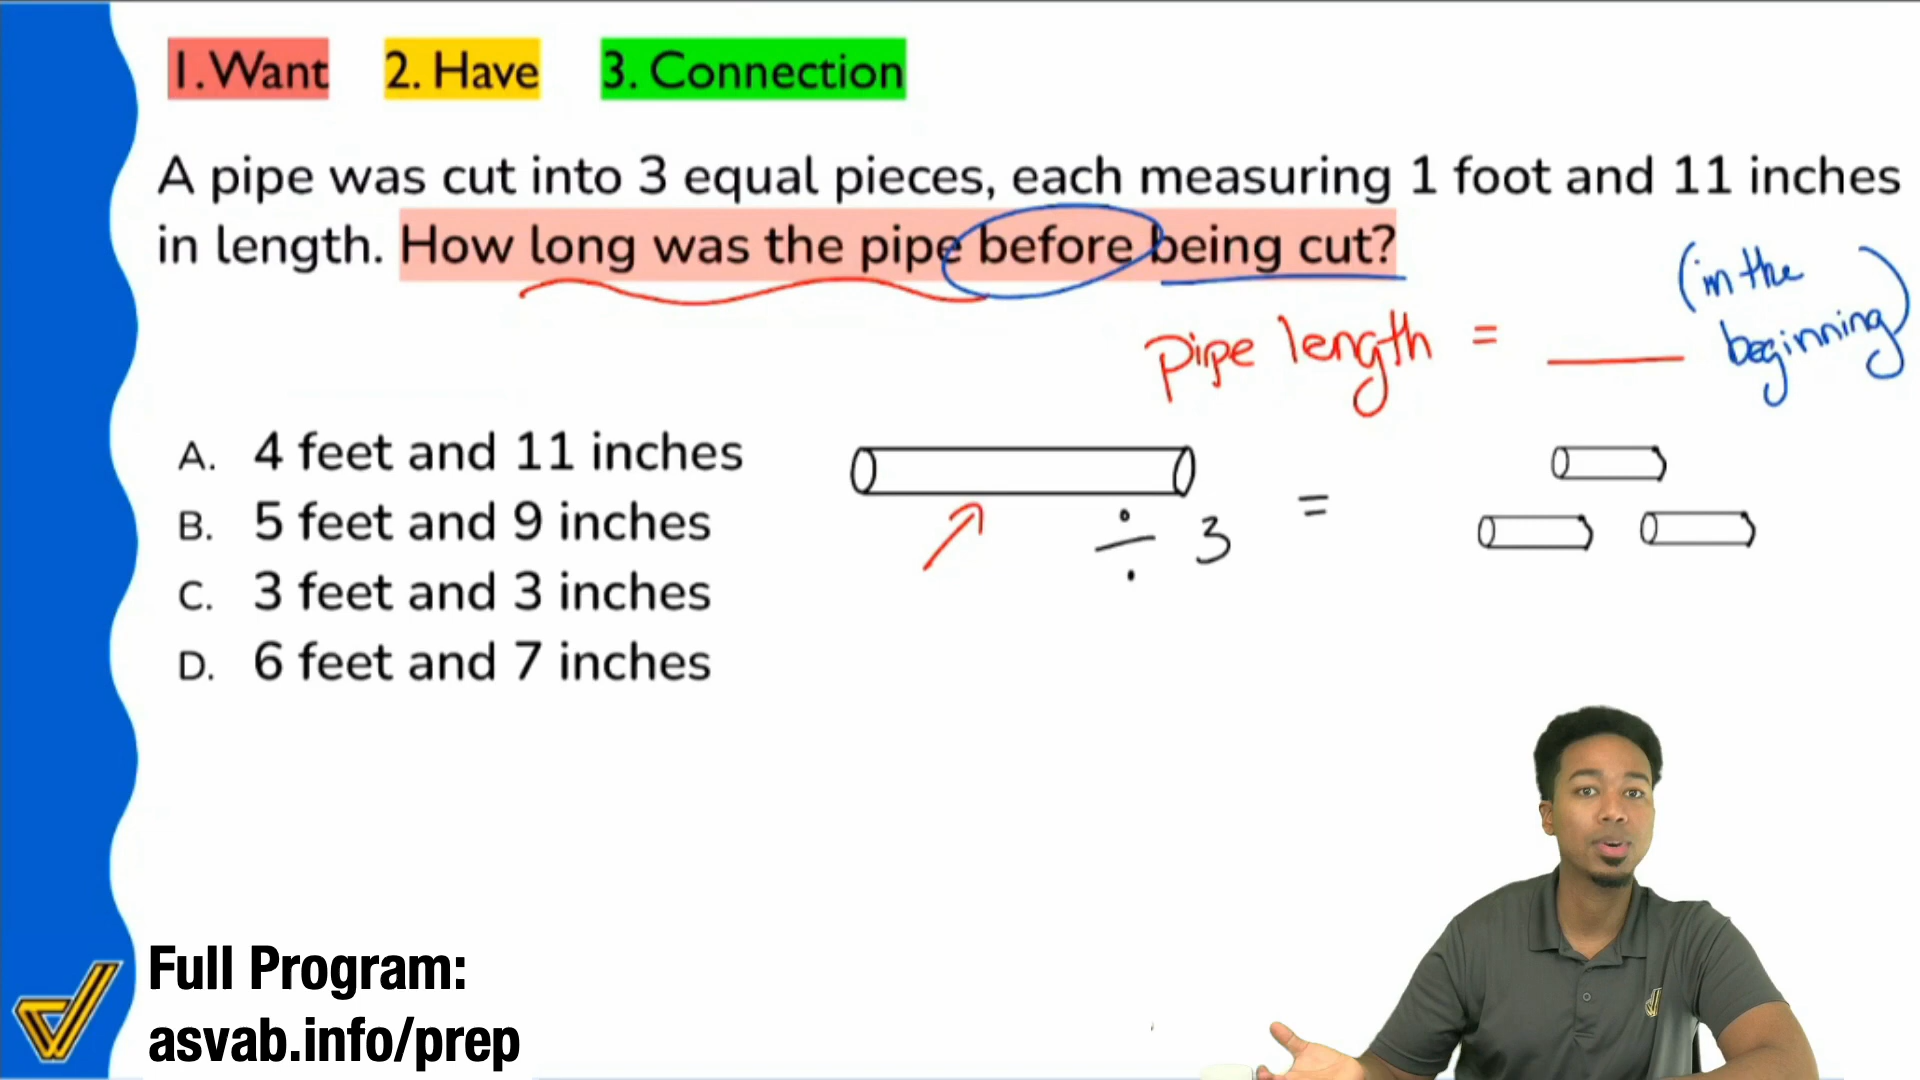 1. Want 2. Have 3. Connection
A pipe was cut into 3 equal pieces, each measuring 1 foot and 11 inches
in length. How long was the pipe before being cut?
(in the
beginning)
pipe length = ____
A. 4 feet and 11 inches
B. 5 feet and 9 inches
C. 3 feet and 3 inches
D. 6 feet and 7 inches
÷ 3 =
Full Program:
asvab.info/prep